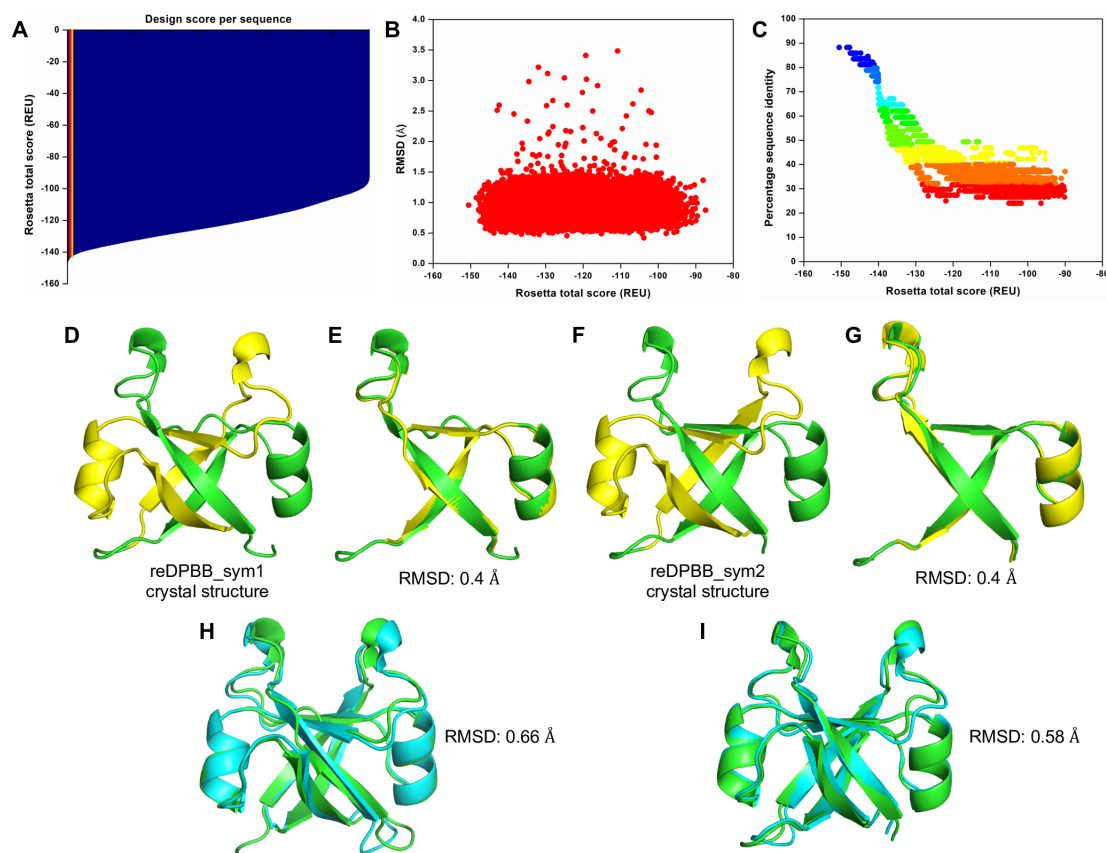 A
Design score per sequence
0
-20
-40
-60
-80
-100
-120
-140
-160
Rosetta total score (REU)
B
4.0
3.5
3.0
2.5
2.0
1.5
1.0
0.5
0.0
RMSD (Å)
-160 -150 -140 -130 -120 -110 -100 -90 -80
Rosetta total score (REU)
C
100
90
80
70
60
50
40
30
20
10
0
Percentage sequence identity
-160 -150 -140 -130 -120 -110 -100 -90 -80
Rosetta total score (REU)
D
reDPBB_sym1
crystal structure
E
RMSD: 0.4 Å
F
reDPBB_sym2
crystal structure
G
RMSD: 0.4 Å
H
RMSD: 0.66 Å
I
RMSD: 0.58 Å